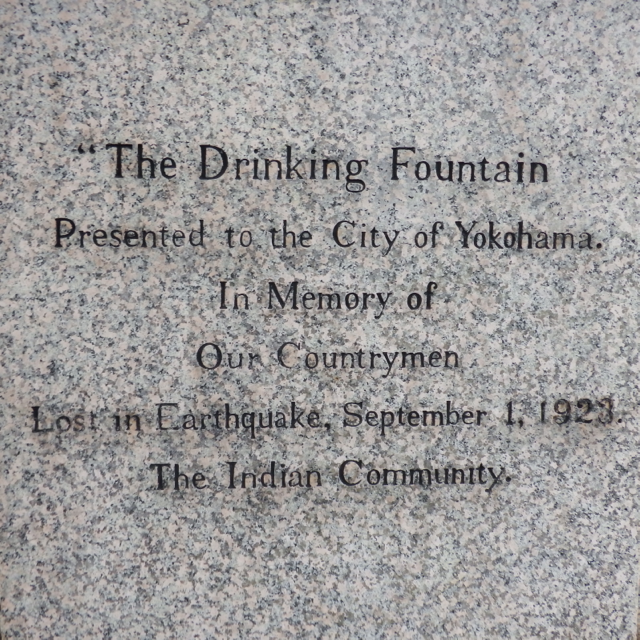 “The Drinking Fountain
Presented to the City of Yokohama.
In Memory of
Our Countrymen
Lost in Earthquake, September 1, 1923.
The Indian Community.